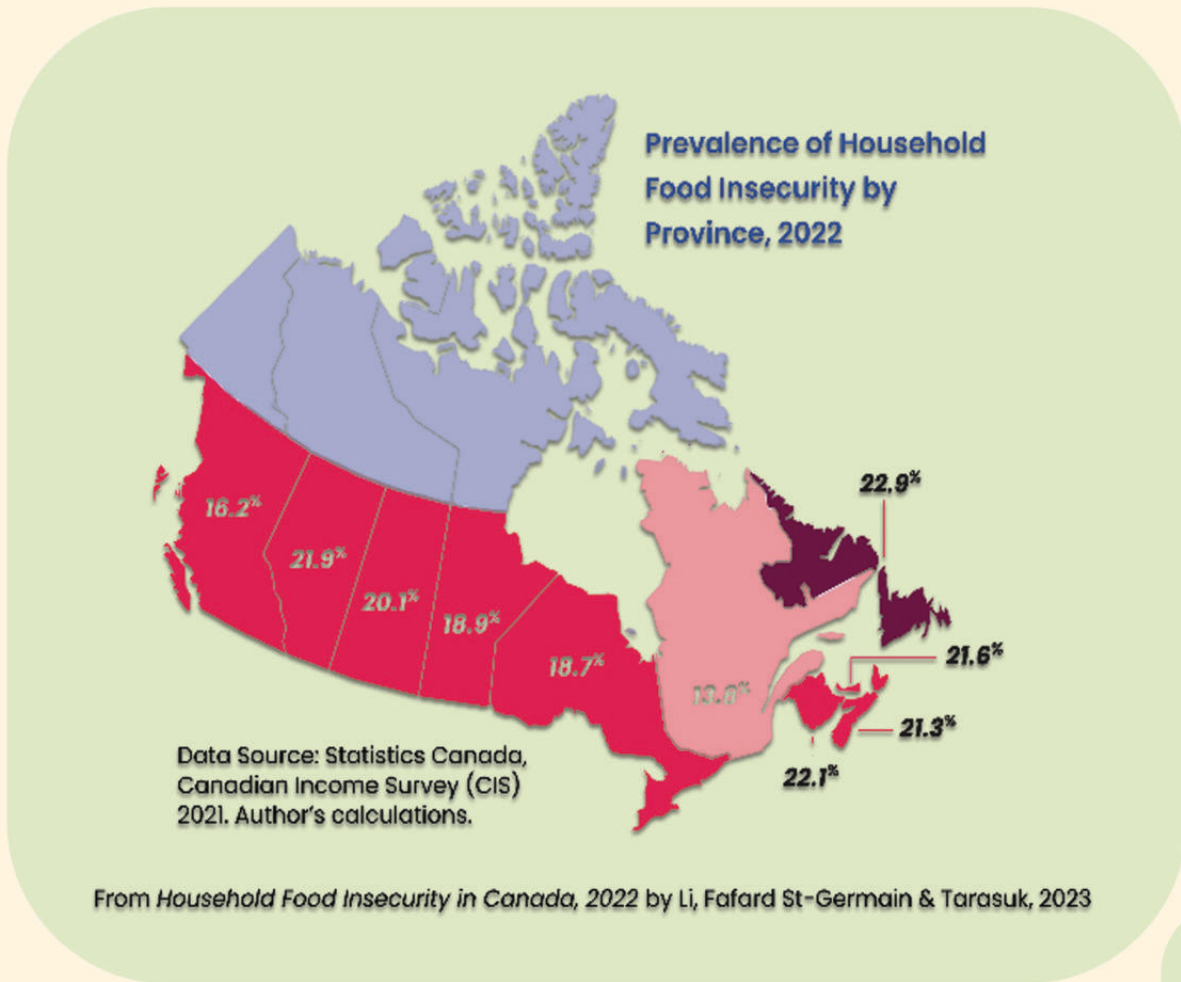 Prevalence of Household
Food Insecurity by
Province, 2022
22.9%
16.2%
21.9%
20.1%
18.9%
18.7%
21.6%
21.3%
22.1%
Data Source: Statistics Canada,
Canadian Income Survey (CIS)
2021. Author's calculations.
From Household Food Insecurity in Canada, 2022 by Li, Fafard St-Germain & Tarasuk, 2023